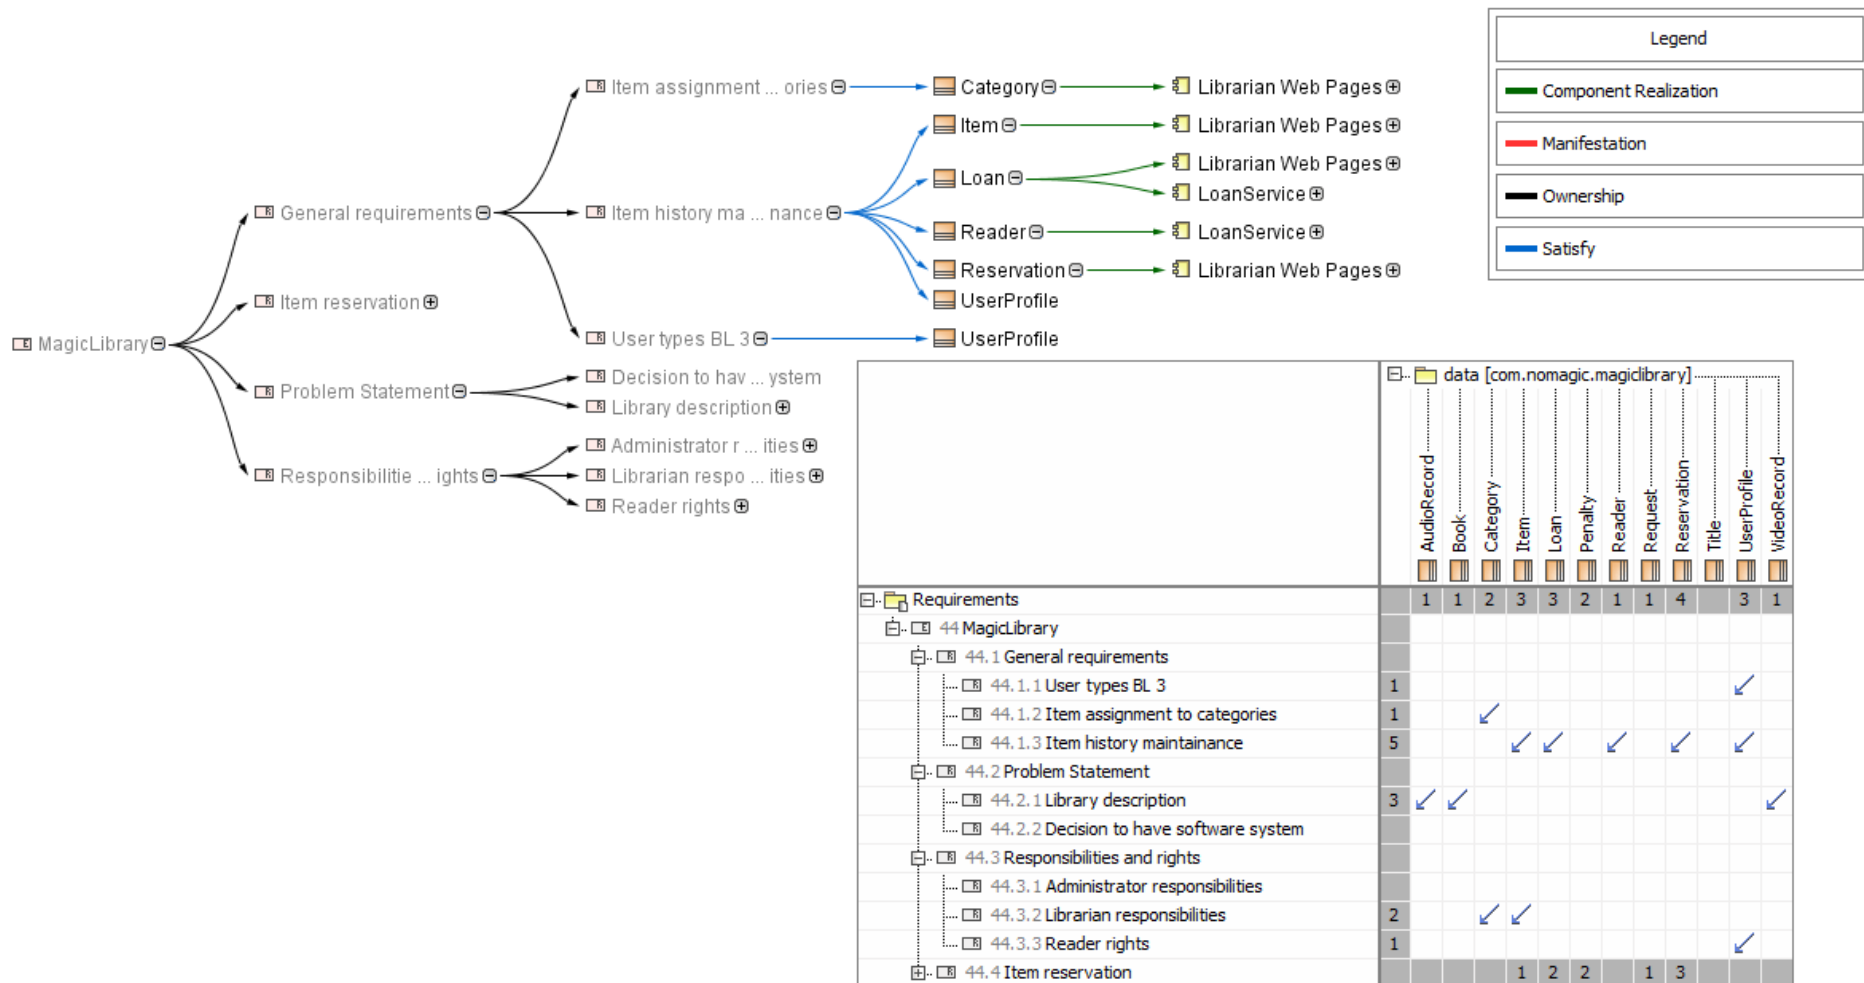 Legend
Component Realization
Manifestation
Ownership
Satisfy
Item assignment ... ories
Category
Librarian Web Pages
Item
Librarian Web Pages
Loan
Librarian Web Pages
LoanService
General requirements
Item history ma ... nance
Reader
LoanService
Reservation
Librarian Web Pages
UserProfile
Item reservation
MagicLibrary
User types BL 3
UserProfile
Problem Statement
Decision to hav ... ystem
Library description
Responsibilitie ... ights
Administrator r ... ities
Librarian respo ... ities
Reader rights
data [com.nomagic.magiclibrary]
AudioRecord
Book
Category
Item
Loan
Penalty
Reader
Request
Reservation
Title
UserProfile
VideoRecord
Requirements 1 1 2 3 3 2 1 1 4 3 1
44 MagicLibrary
44.1 General requirements
44.1.1 User types BL 3 1
44.1.2 Item assignment to categories 1
44.1.3 Item history maintainance 5
44.2 Problem Statement
44.2.1 Library description 3
44.2.2 Decision to have software system
44.3 Responsibilities and rights
44.3.1 Administrator responsibilities
44.3.2 Librarian responsibilities 2
44.3.3 Reader rights 1
44.4 Item reservation 1 2 2 1 3